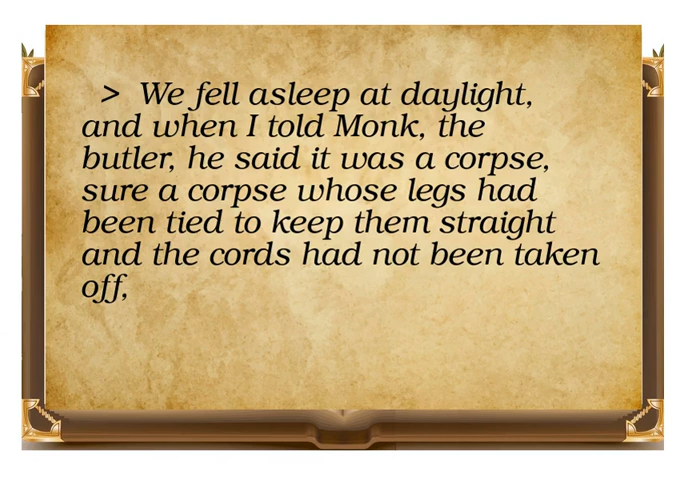 > We fell asleep at daylight,
and when I told Monk, the
butler, he said it was a corpse,
sure a corpse whose legs had
been tied to keep them straight
and the cords had not been taken
off,